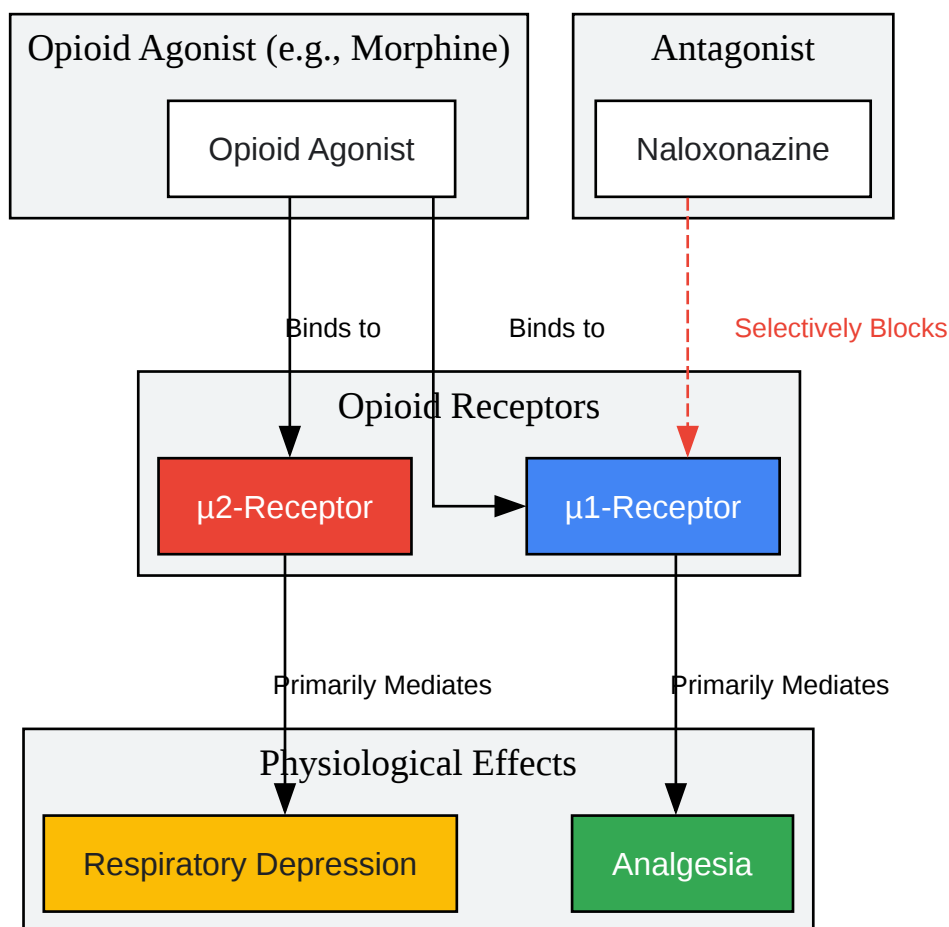 Opioid Agonist (e.g., Morphine)
Antagonist
Opioid Agonist
Naloxonazine
Binds to
Binds to
Selectively Blocks
Opioid Receptors
µ2-Receptor
µ1-Receptor
Primarily Mediates
Primarily Mediates
Physiological Effects
Respiratory Depression
Analgesia